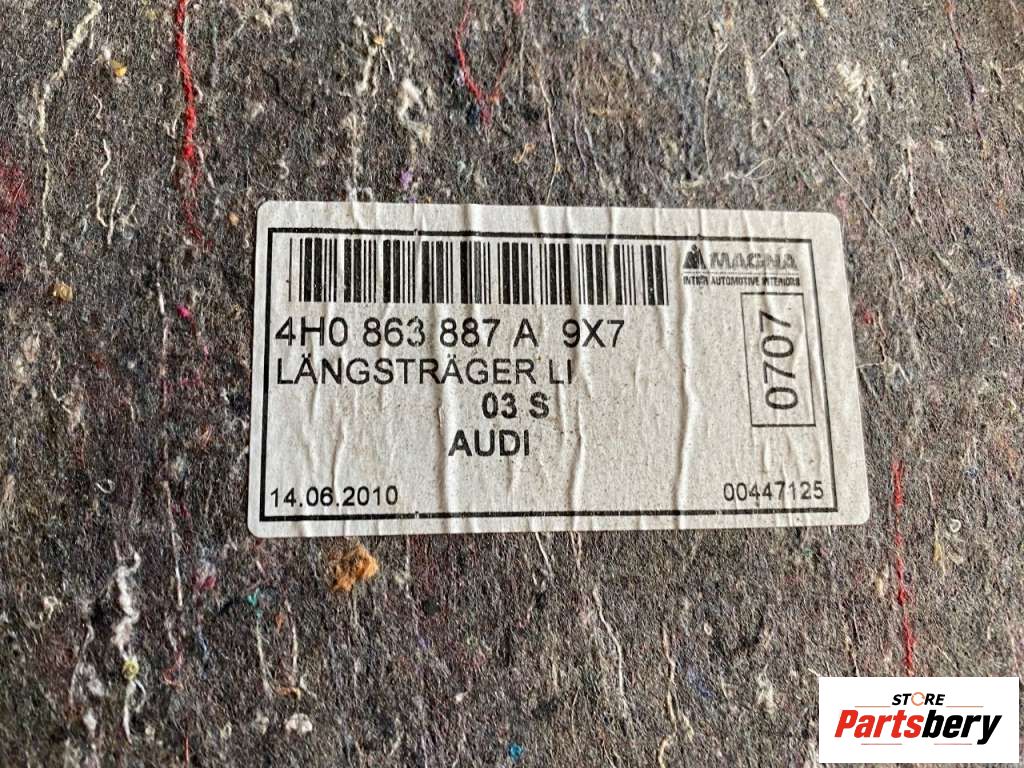 MAGNA
INTIER AUTOMOTIVE INTERIORS
4H0 863 887 A 9X7
LÄNGSTRÄGER LI
03 S
AUDI
0707
14.06.2010
00447125
STORE
Partsbery